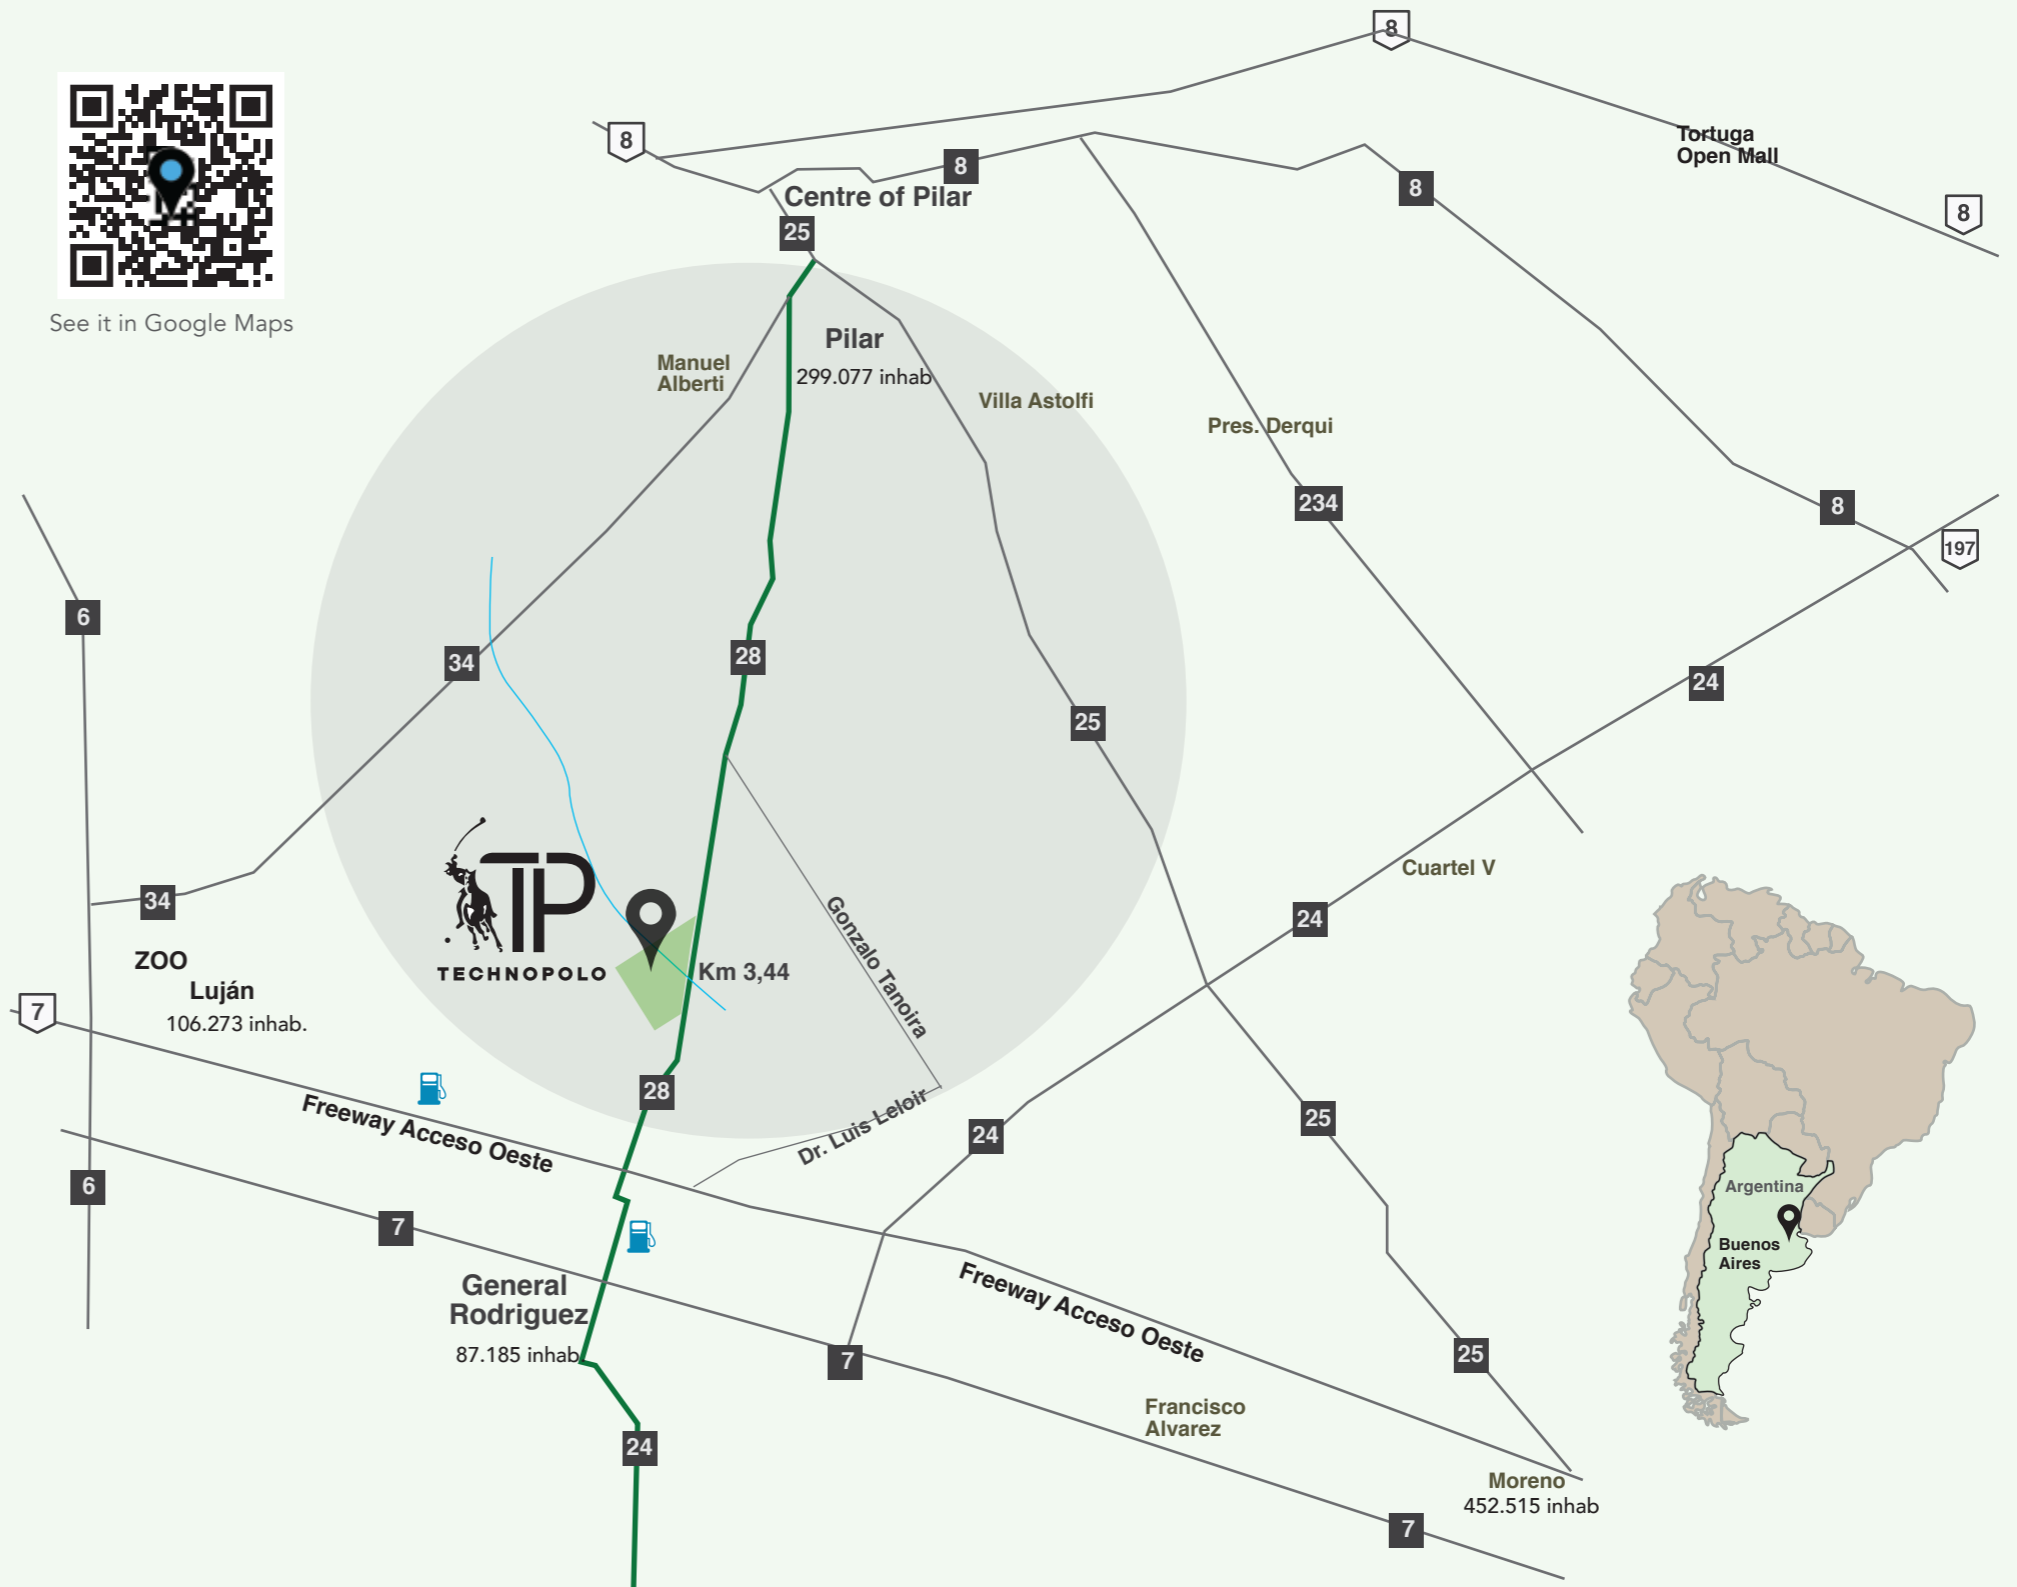 8
8
Tortuga
Open Mall
8
8
Centre of Pilar
8
25
See it in Google Maps
Pilar
299.077 inhab
Manuel
Alberti
Villa Astolfi
Pres. Derqui
234
8
197
6
34
28
24
25
Cuartel V
34
TP
TECHNOPOLO
Km 3,44
Gonzalo Tanoira
24
ZOO
Luján
106.273 inhab.
7
28
Freeway Acceso Oeste
Dr. Luis Leloir
24
25
6
7
Argentina
Buenos
Aires
General
Rodriguez
87.185 inhab
Freeway Acceso Oeste
7
25
Francisco
Alvarez
24
Moreno
452.515 inhab
7